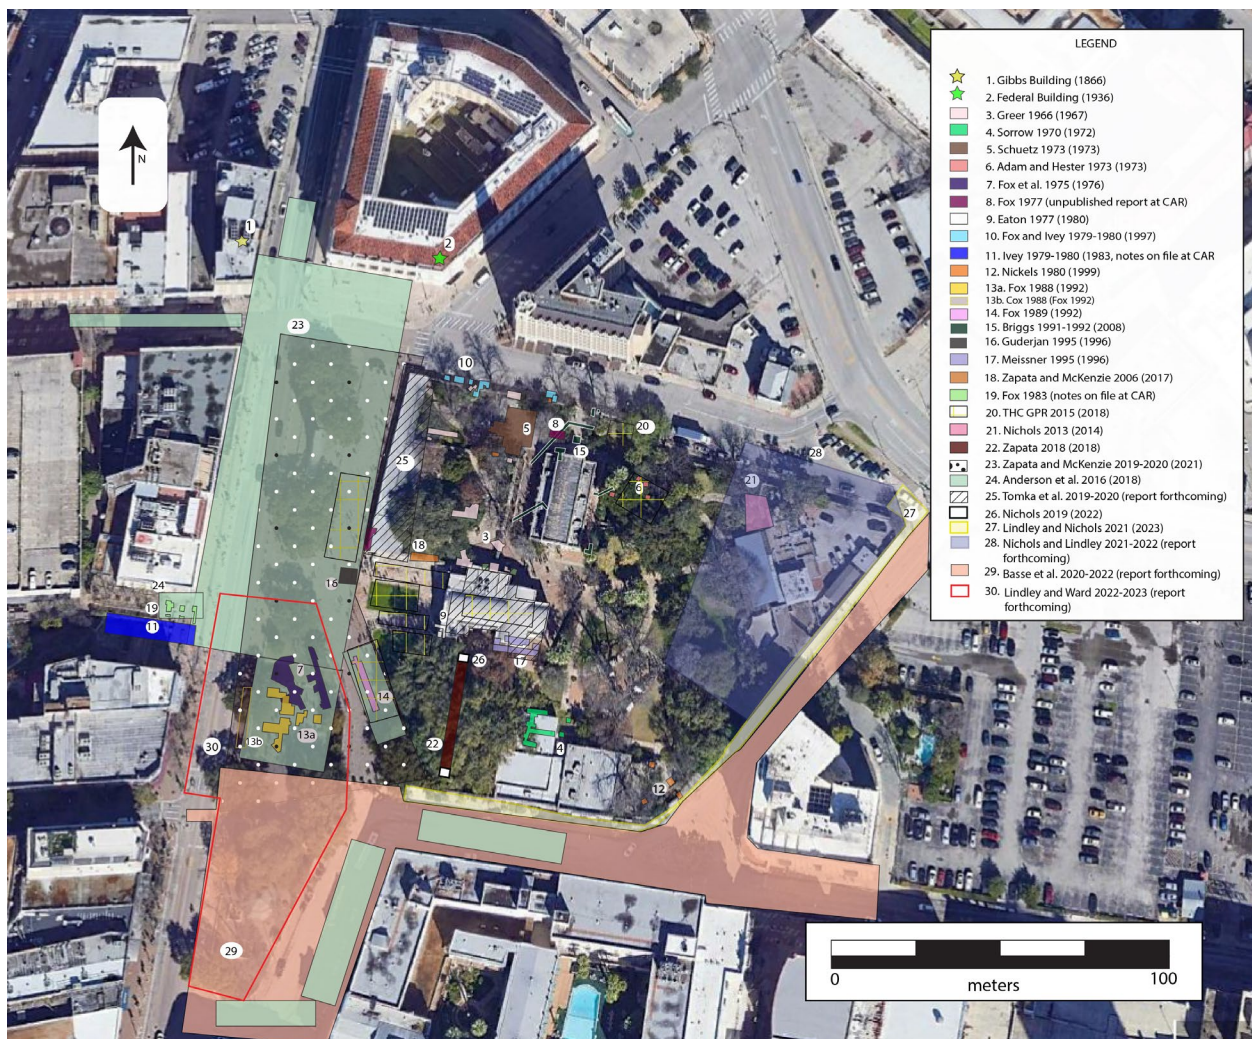 LEGEND
1. Gibbs Building (1866)
2. Federal Building (1936)
3. Greer 1966 (1967)
4. Sorrow 1970 (1972)
5. Schuetz 1973 (1973)
6. Adam and Hester 1973 (1973)
7. Fox et al. 1975 (1976)
8. Fox 1977 (unpublished report at CAR)
9. Eaton 1977 (1980)
10. Fox and Ivey 1979-1980 (1997)
11. Ivey 1979-1980 (1983, notes on file at CAR
12. Nickels 1980 (1999)
13a. Fox 1988 (1992)
13b. Cox 1988 (Fox 1992)
14. Fox 1989 (1992)
15. Briggs 1991-1992 (2008)
16. Guderjan 1995 (1996)
17. Meissner 1995 (1996)
18. Zapata and McKenzie 2006 (2017)
19. Fox 1983 (notes on file at CAR)
20. THC GPR 2015 (2018)
21. Nichols 2013 (2014)
22. Zapata 2018 (2018)
23. Zapata and McKenzie 2019-2020 (2021)
24. Anderson et al. 2016 (2018)
25. Tomka et al. 2019-2020 (report forthcoming)
26. Nichols 2019 (2022)
27. Lindley and Nichols 2021 (2023)
28. Nichols and Lindley 2021-2022 (report
forthcoming)
29. Basse et al. 2020-2022 (report forthcoming)
30. Lindley and Ward 2022-2023 (report
forthcoming)
N
1
2
23
10
5
8
20
15
25
28
21
6
27
3
18
16
24
19
11
9
26
17
7
14
13a
13b
30
22
4
12
29
0
100
meters